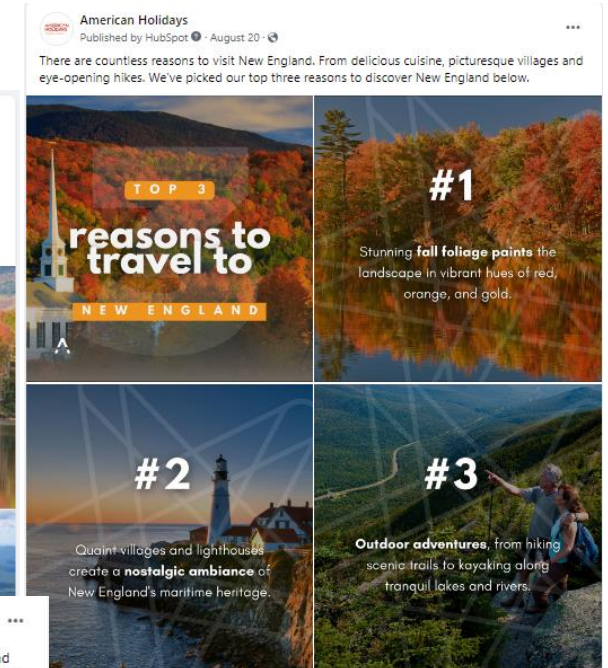 American Holidays
Published by HubSpot · August 20 ·
There are countless reasons to visit New England. From delicious cuisine, picturesque villages and
eye-opening hikes. We've picked our top three reasons to discover New England below.
TOP 3
reasons to
travel to
NEW ENGLAND
#1
Stunning fall foliage paints the
landscape in vibrant hues of red,
orange, and gold.
#2
Quaint villages and lighthouses
create a nostalgic ambiance of
New England's maritime heritage.
#3
Outdoor adventures, from hiking
scenic trails to kayaking along
tranquil lakes and rivers.